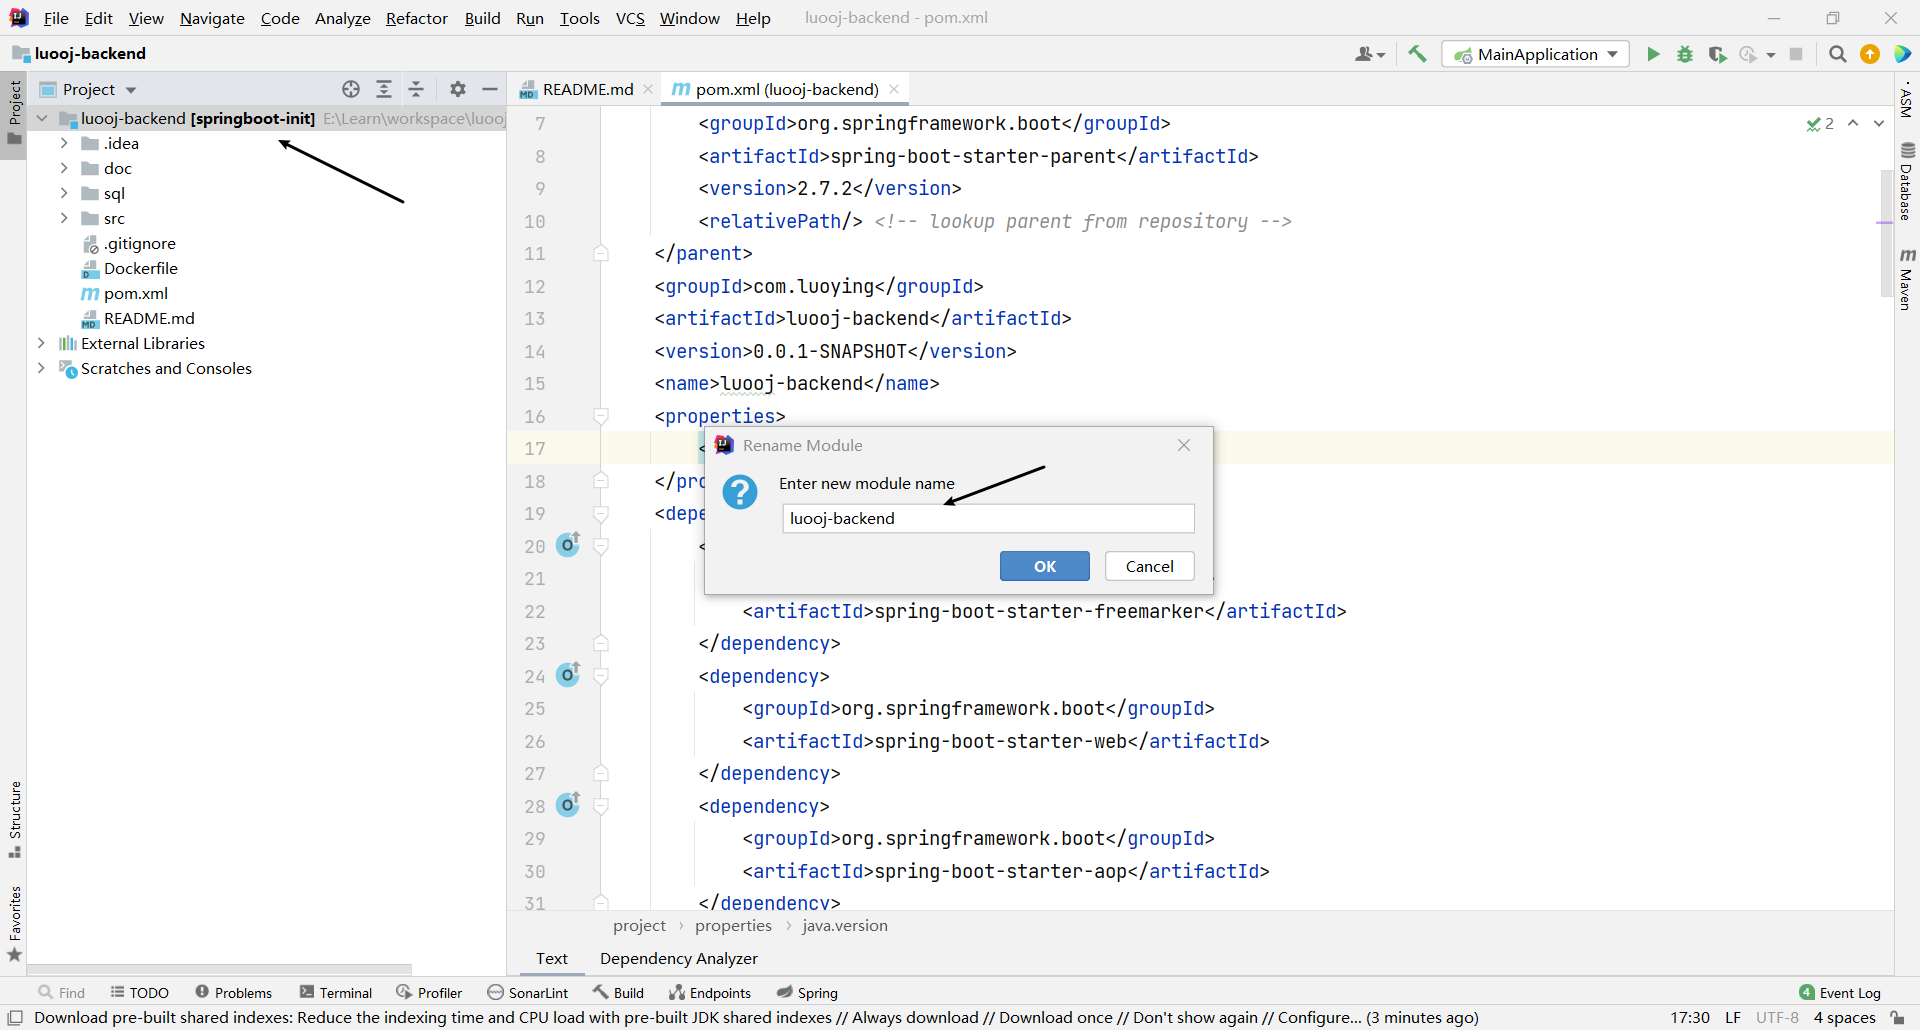 File Edit View Navigate Code Analyze Refactor Build Run Tools VCS Window Help luooj-backend - pom.xml
luooj-backend
MainApplication
Project
Project
README.md
pom.xml (luooj-backend)
luooj-backend [springboot-init] E:\Learn\workspace\luooj
.idea
doc
sql
src
.gitignore
Dockerfile
pom.xml
README.md
External Libraries
Scratches and Consoles
Structure
Favorites
7 <groupId>org.springframework.boot</groupId>
8 <artifactId>spring-boot-starter-parent</artifactId>
9 <version>2.7.2</version>
10 <relativePath/> <!-- lookup parent from repository -->
11 </parent>
12 <groupId>com.luoying</groupId>
13 <artifactId>luooj-backend</artifactId>
14 <version>0.0.1-SNAPSHOT</version>
15 <name>luooj-backend</name>
16 <properties>
17 <
18 </pro
19 <depe
20 <
21
22 <artifactId>spring-boot-starter-freemarker</artifactId>
23 </dependency>
24 <dependency>
25 <groupId>org.springframework.boot</groupId>
26 <artifactId>spring-boot-starter-web</artifactId>
27 </dependency>
28 <dependency>
29 <groupId>org.springframework.boot</groupId>
30 <artifactId>spring-boot-starter-aop</artifactId>
31 </dependency>
2
Rename Module
Enter new module name
luooj-backend
OK Cancel
ASM
Database
Maven
project › properties › java.version
Text Dependency Analyzer
Find TODO Problems Terminal Profiler SonarLint Build Endpoints Spring 4 Event Log
Download pre-built shared indexes: Reduce the indexing time and CPU load with pre-built JDK shared indexes // Always download // Download once // Don't show again // Configure... (3 minutes ago) 17:30 LF UTF-8 4 spaces